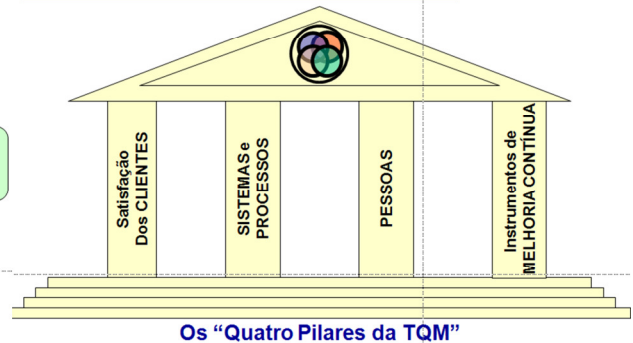 Satisfação
Dos CLIENTES
SISTEMAS e
PROCESSOS
PESSOAS
Instrumentos de
MELHORIA CONTÍNUA
Os “Quatro Pilares da TQM”